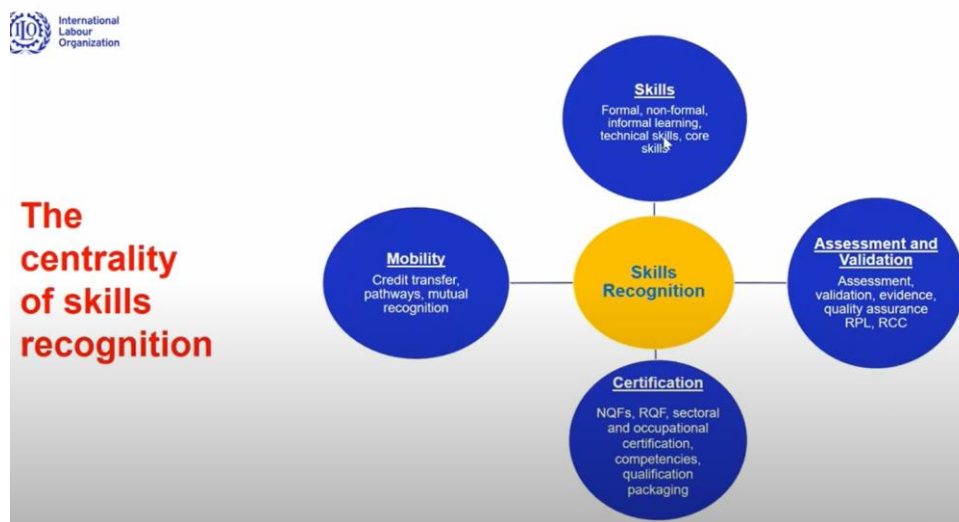 International
Labour
Organization
The
centrality
of skills
recognition
Skills
Formal, non-formal,
informal learning,
technical skills, core
skills
Mobility
Credit transfer,
pathways, mutual
recognition
Skills
Recognition
Assessment and
Validation
Assessment,
validation, evidence,
quality assurance
RPL, RCC
Certification
NQFs, RQF, sectoral
and occupational
certification,
competencies,
qualification
packaging